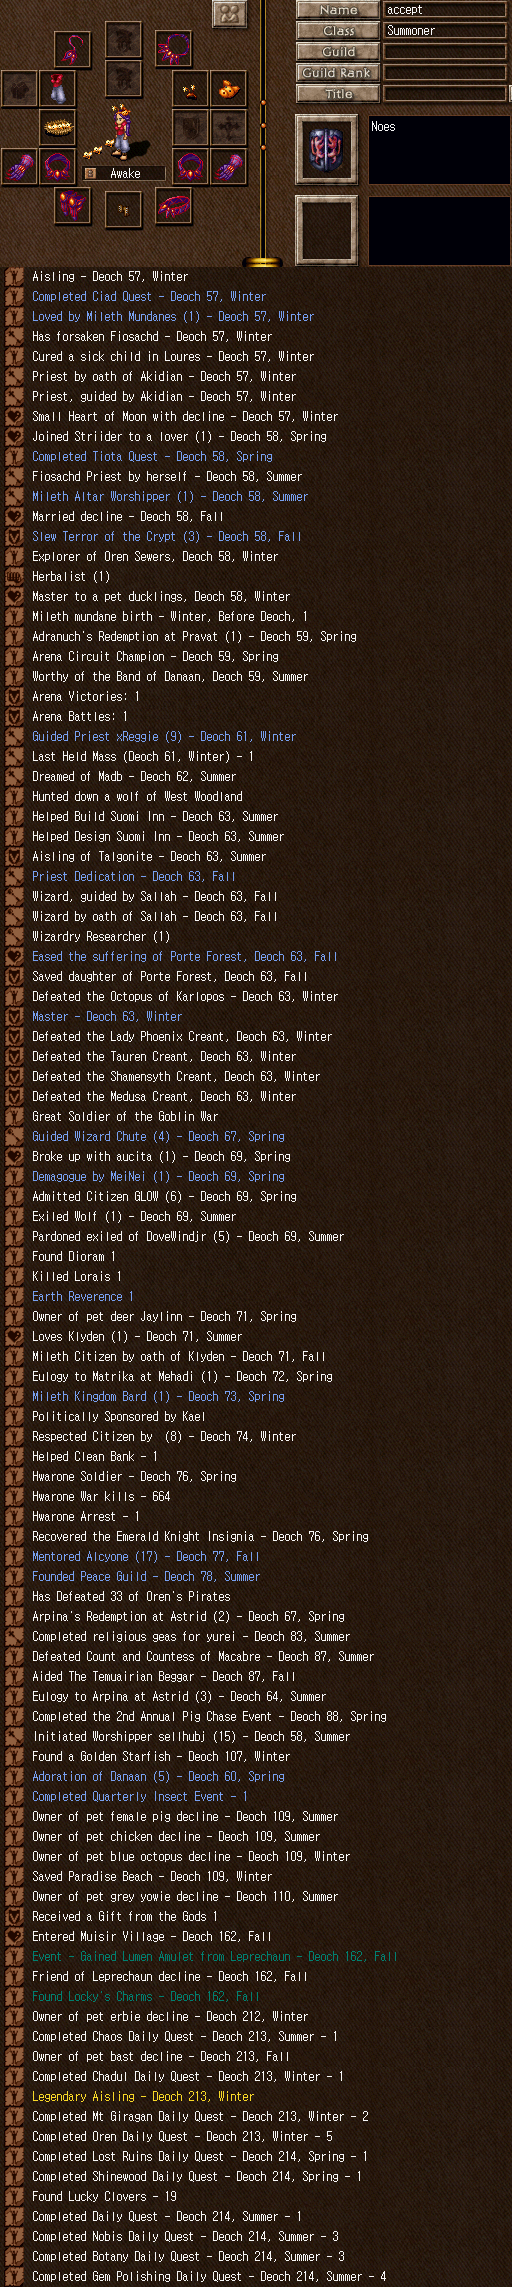 Name
accept
Class
Summoner
Guild
Guild Rank
Title
Noes
Awake
Aisling - Deoch 57, Winter
Completed Ciad Quest - Deoch 57, Winter
Loved by Mileth Mundanes (1) - Deoch 57, Winter
Has forsaken Fiosachd - Deoch 57, Winter
Cured a sick child in Loures - Deoch 57, Winter
Priest by oath of Akidian - Deoch 57, Winter
Priest, guided by Akidian - Deoch 57, Winter
Small Heart of Moon with decline - Deoch 57, Winter
Joined Striider to a lover (1) - Deoch 58, Spring
Completed Tiota Quest - Deoch 58, Spring
Fiosachd Priest by herself - Deoch 58, Summer
Mileth Altar Worshipper (1) - Deoch 58, Summer
Married decline - Deoch 58, Fall
Slew Terror of the Crypt (3) - Deoch 58, Fall
Explorer of Oren Sewers, Deoch 58, Winter
Herbalist (1)
Master to a pet ducklings, Deoch 58, Winter
Mileth mundane birth - Winter, Before Deoch, 1
Adranuch's Redemption at Pravat (1) - Deoch 59, Spring
Arena Circuit Champion - Deoch 59, Spring
Worthy of the Band of Danaan, Deoch 59, Summer
Arena Victories: 1
Arena Battles: 1
Guided Priest xReggie (9) - Deoch 61, Winter
Last Held Mass (Deoch 61, Winter) - 1
Dreamed of Madb - Deoch 62, Summer
Hunted down a wolf of West Woodland
Helped Build Suomi Inn - Deoch 63, Summer
Helped Design Suomi Inn - Deoch 63, Summer
Aisling of Talgonite - Deoch 63, Summer
Priest Dedication - Deoch 63, Fall
Wizard, guided by Sallah - Deoch 63, Fall
Wizard by oath of Sallah - Deoch 63, Fall
Wizardry Researcher (1)
Eased the suffering of Porte Forest, Deoch 63, Fall
Saved daughter of Porte Forest, Deoch 63, Fall
Defeated the Octopus of Karlopos - Deoch 63, Winter
Master - Deoch 63, Winter
Defeated the Lady Phoenix Creant, Deoch 63, Winter
Defeated the Tauren Creant, Deoch 63, Winter
Defeated the Shamensyth Creant, Deoch 63, Winter
Defeated the Medusa Creant, Deoch 63, Winter
Great Soldier of the Goblin War
Guided Wizard Chute (4) - Deoch 67, Spring
Broke up with aucita (1) - Deoch 69, Spring
Demagogue by MeiNei (1) - Deoch 69, Spring
Admitted Citizen GLOW (6) - Deoch 69, Spring
Exiled Wolf (1) - Deoch 69, Summer
Pardoned exiled of DoveWindjr (5) - Deoch 69, Summer
Found Dioram 1
Killed Lorais 1
Earth Reverence 1
Owner of pet deer Jaylinn - Deoch 71, Spring
Loves Klyden (1) - Deoch 71, Summer
Mileth Citizen by oath of Klyden - Deoch 71, Fall
Eulogy to Matrika at Mehadi (1) - Deoch 72, Spring
Mileth Kingdom Bard (1) - Deoch 73, Spring
Politically Sponsored by Kael
Respected Citizen by  (8) - Deoch 74, Winter
Helped Clean Bank - 1
Hwarone Soldier - Deoch 76, Spring
Hwarone War kills - 664
Hwarone Arrest - 1
Recovered the Emerald Knight Insignia - Deoch 76, Spring
Mentored Alcyone (17) - Deoch 77, Fall
Founded Peace Guild - Deoch 78, Summer
Has Defeated 33 of Oren's Pirates
Arpina's Redemption at Astrid (2) - Deoch 67, Spring
Completed religious geas for yurei - Deoch 83, Summer
Defeated Count and Countess of Macabre - Deoch 87, Summer
Aided The Temuairian Beggar - Deoch 87, Fall
Eulogy to Arpina at Astrid (3) - Deoch 64, Summer
Completed the 2nd Annual Pig Chase Event - Deoch 88, Spring
Initiated Worshipper sellhubj (15) - Deoch 58, Summer
Found a Golden Starfish - Deoch 107, Winter
Adoration of Danaan (5) - Deoch 60, Spring
Completed Quarterly Insect Event - 1
Owner of pet female pig decline - Deoch 109, Summer
Owner of pet chicken decline - Deoch 109, Summer
Owner of pet blue octopus decline - Deoch 109, Winter
Saved Paradise Beach - Deoch 109, Winter
Owner of pet grey yowie decline - Deoch 110, Summer
Received a Gift from the Gods 1
Entered Muisir Village - Deoch 162, Fall
Event - Gained Lumen Amulet from Leprechaun - Deoch 162, Fall
Friend of Leprechaun decline - Deoch 162, Fall
Found Locky's Charms - Deoch 162, Fall
Owner of pet erbie decline - Deoch 212, Winter
Completed Chaos Daily Quest - Deoch 213, Summer - 1
Owner of pet bast decline - Deoch 213, Fall
Completed Chadul Daily Quest - Deoch 213, Winter - 1
Legendary Aisling - Deoch 213, Winter
Completed Mt Giragan Daily Quest - Deoch 213, Winter - 2
Completed Oren Daily Quest - Deoch 213, Winter - 5
Completed Lost Ruins Daily Quest - Deoch 214, Spring - 1
Completed Shinewood Daily Quest - Deoch 214, Spring - 1
Found Lucky Clovers - 19
Completed Daily Quest - Deoch 214, Summer - 1
Completed Nobis Daily Quest - Deoch 214, Summer - 3
Completed Botany Daily Quest - Deoch 214, Summer - 3
Completed Gem Polishing Daily Quest - Deoch 214, Summer - 4